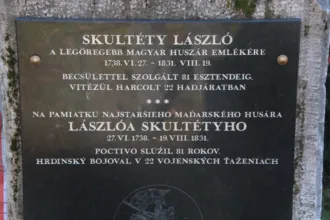 SKULTÉTY LÁSZLÓ
A LEGÖREGEBB MAGYAR HUSZÁR EMLÉKÉRE
1738. VI. 27. - 1831. VIII. 19.
BECSÜLETTEL SZOLGÁLT 81 ESZTENDEIG.
VITÉZÜL HARCOLT 22 HADJÁRATBAN
* * *
NA PAMIATKU NAJSTARŠIEHO MAĎARSKÉHO HUSÁRA
LÁSZLÓA SKULTÉTYHO
27. VI. 1738. - 19. VIII. 1831.
POCTIVO SLÚŽIL 81 ROKOV.
HRDINSKÝ BOJOVAL V 22 VOJENSKÝCH ŤAŽENIACH